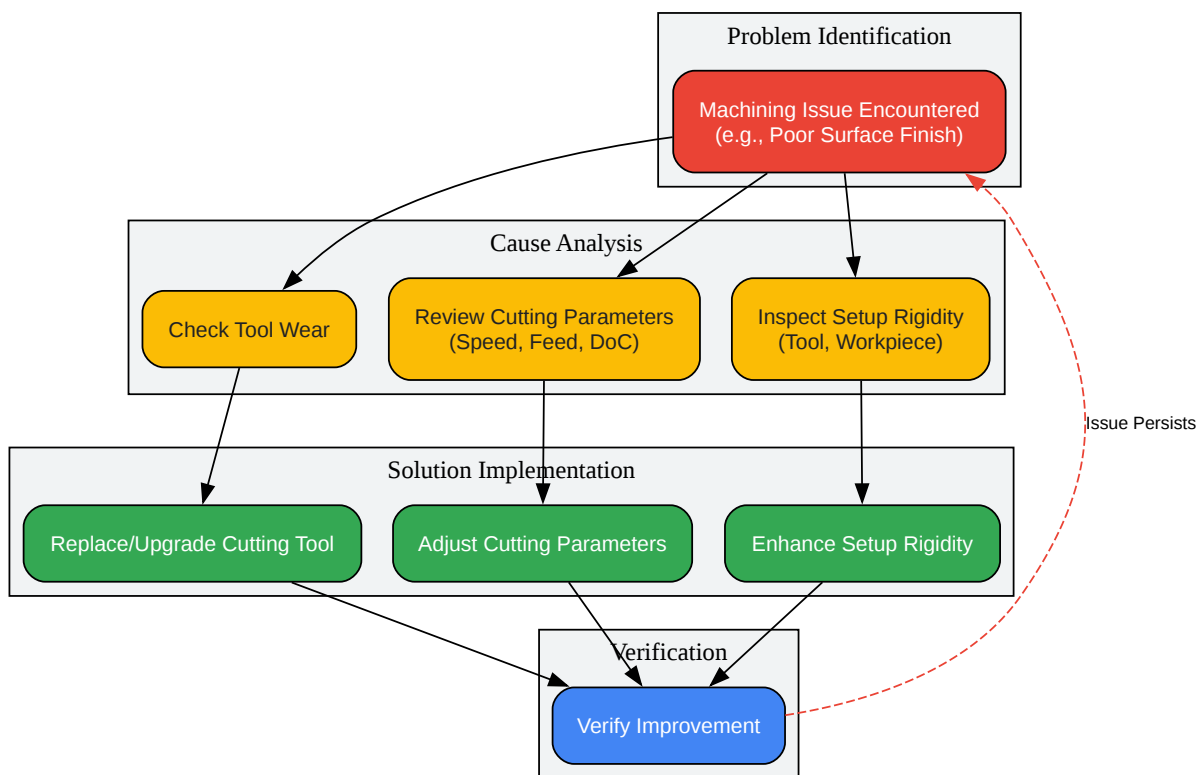 Problem Identification
Machining Issue Encountered
(e.g., Poor Surface Finish)
Cause Analysis
Check Tool Wear
Review Cutting Parameters
(Speed, Feed, DoC)
Inspect Setup Rigidity
(Tool, Workpiece)
Issue Persists
Solution Implementation
Replace/Upgrade Cutting Tool
Adjust Cutting Parameters
Enhance Setup Rigidity
Verification
Verify Improvement